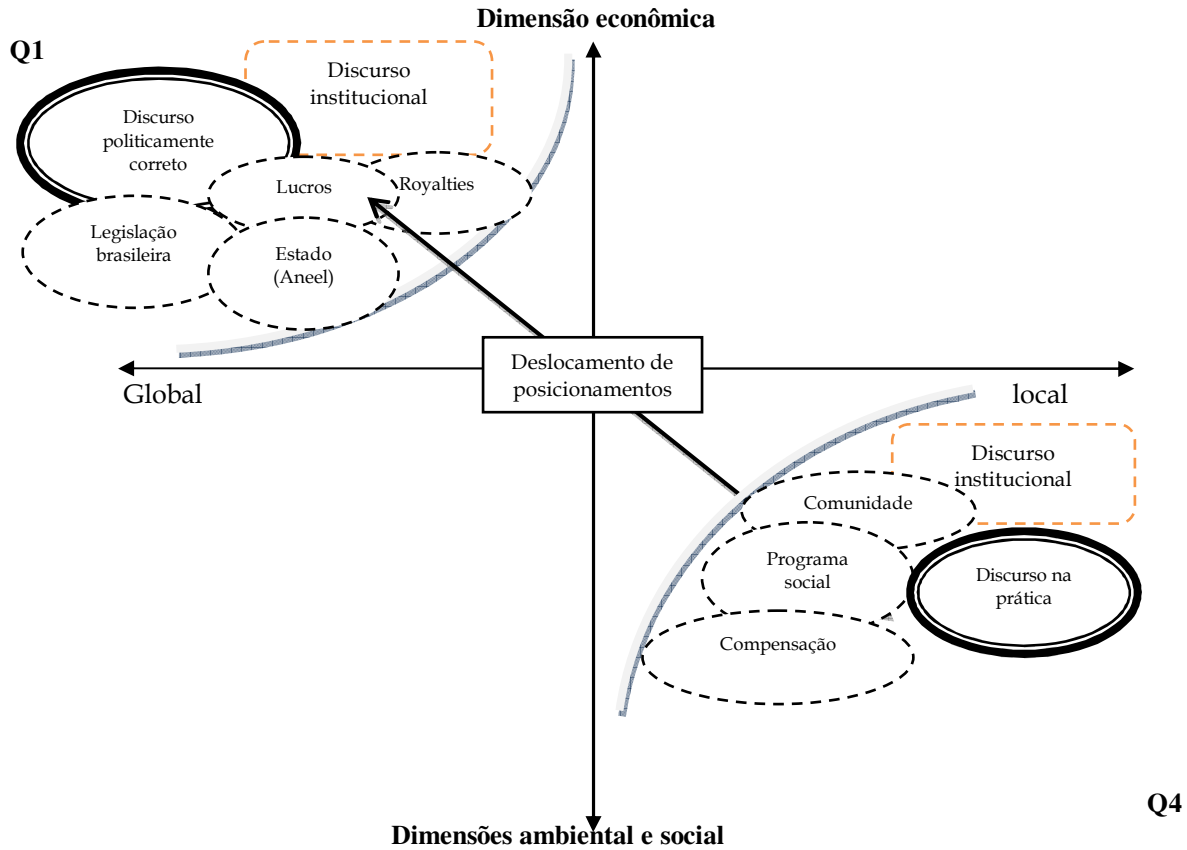 Dimensão econômica
Q1
Discurso
institucional
Discurso
politicamente
correto
Lucros
Royalties
Legislação
brasileira
Estado
(Aneel)
Deslocamento de
posicionamentos
Global
local
Discurso
institucional
Comunidade
Programa
social
Discurso na
prática
Compensação
Q4
Dimensões ambiental e social